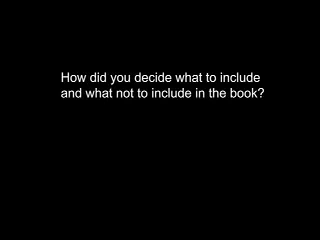 How did you decide what to include
and what not to include in the book?